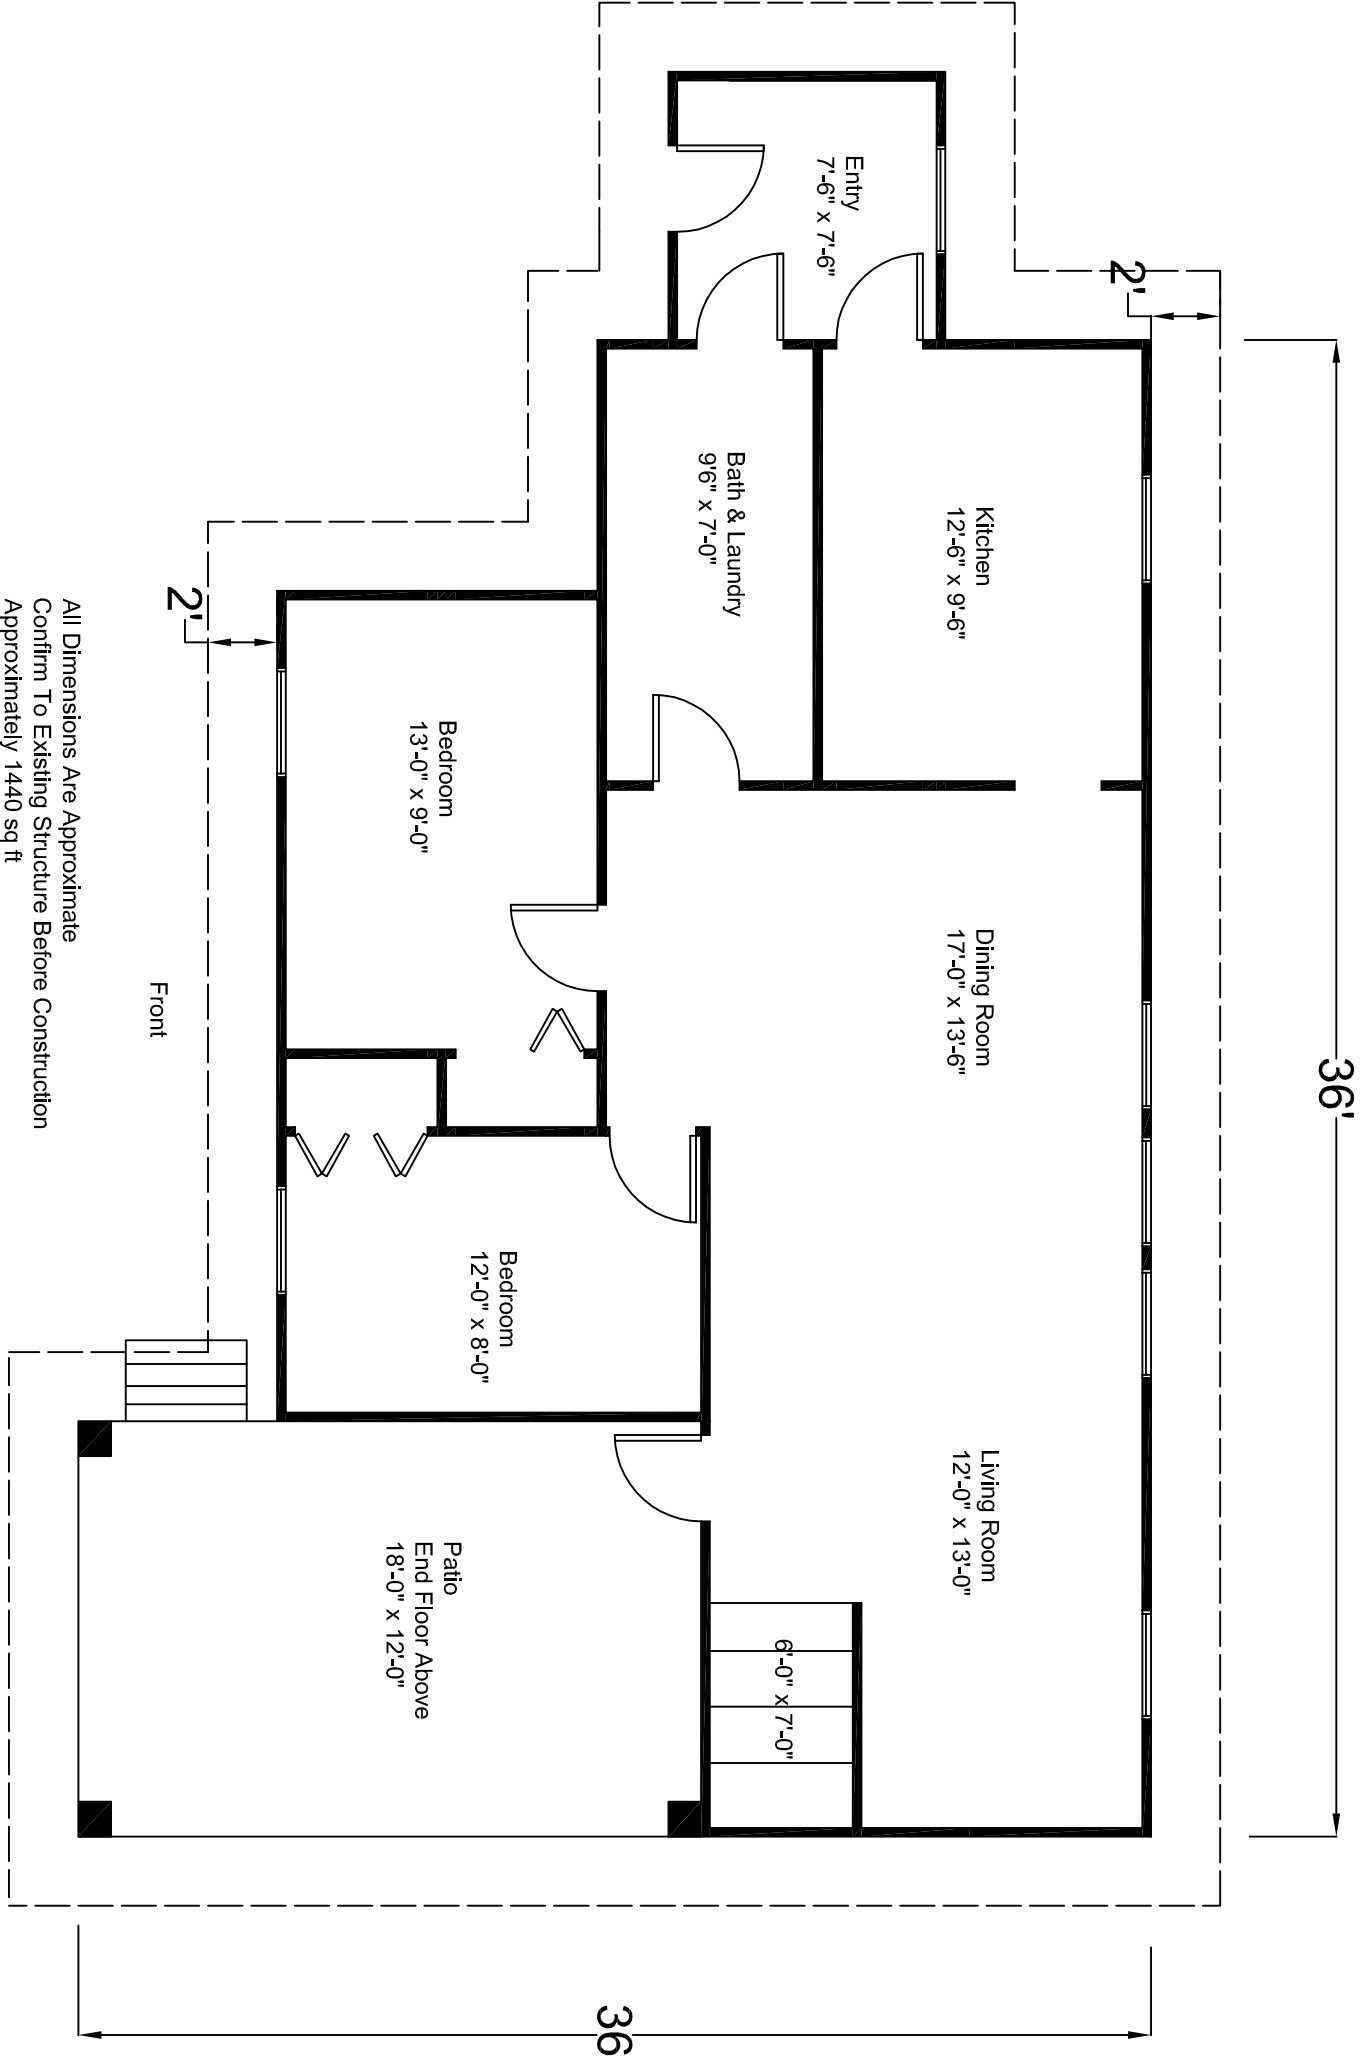 36'
2'
Entry
7'-6" x 7'-6"
Kitchen
12'-6" x 9'-6"
Dining Room
17'-0" x 13'-6"
Living Room
12'-0" x 13'-0"
Bath & Laundry
9'6" x 7'-0"
6'-0" x 7'-0"
Bedroom
13'-0" x 9'-0"
Bedroom
12'-0" x 8'-0"
Patio
End Floor Above
18'-0" x 12'-0"
2'
36
Front
All Dimensions Are Approximate
Confirm To Existing Structure Before Construction
Approximately 1440 sq ft